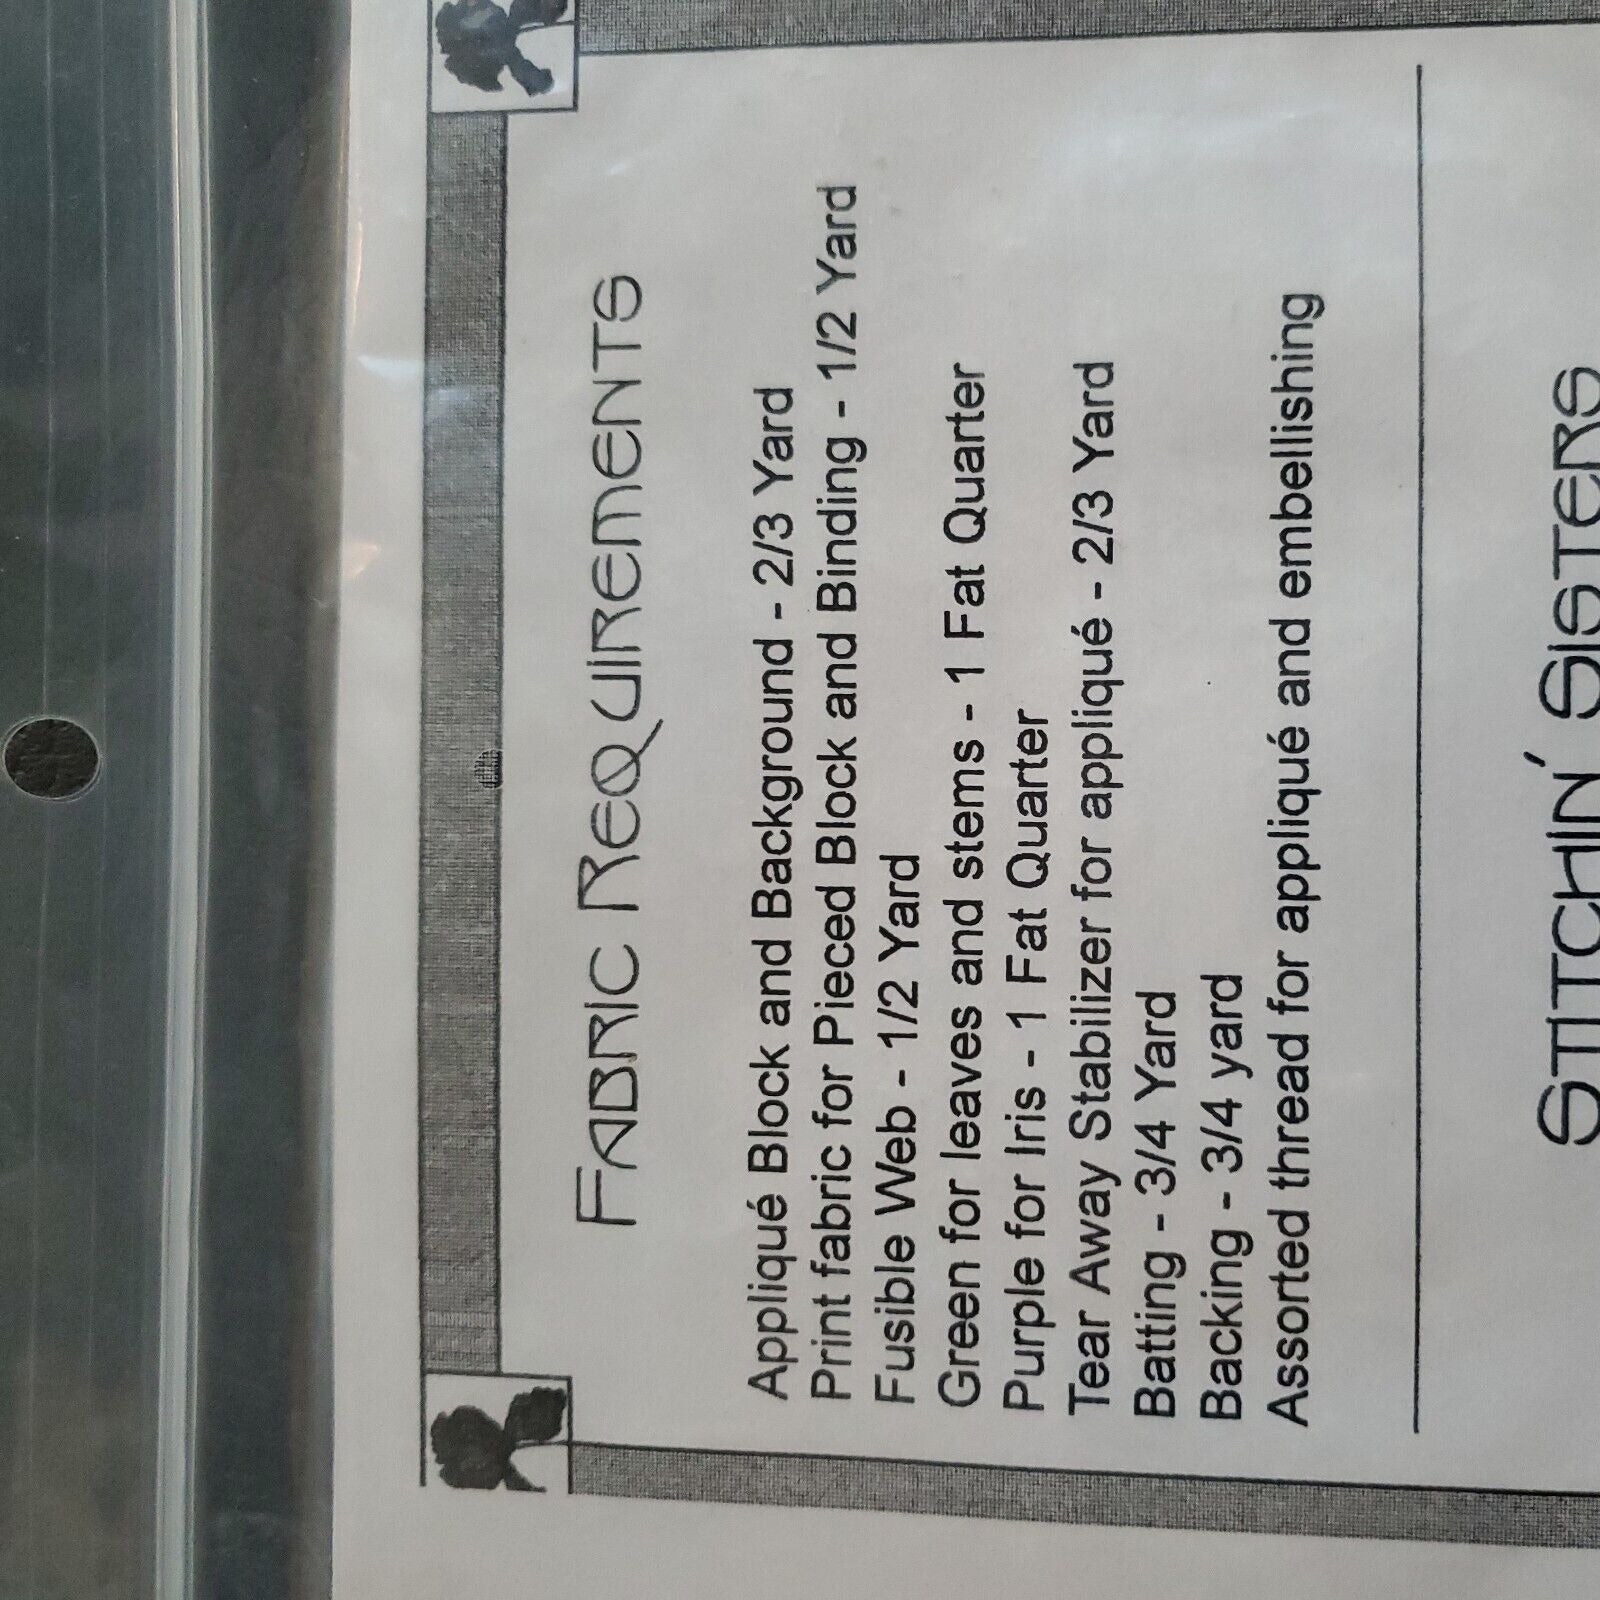 Fabric Requirements
Appliqué Block and Background - 2/3 Yard
Print fabric for Pieced Block and Binding - 1/2 Yard
Fusible Web - 1/2 Yard
Green for leaves and stems - 1 Fat Quarter
Purple for Iris - 1 Fat Quarter
Tear Away Stabilizer for appliqué - 2/3 Yard
Batting - 3/4 Yard
Backing - 3/4 yard
Assorted thread for appliqué and embellishing
Stitchin' Sisters